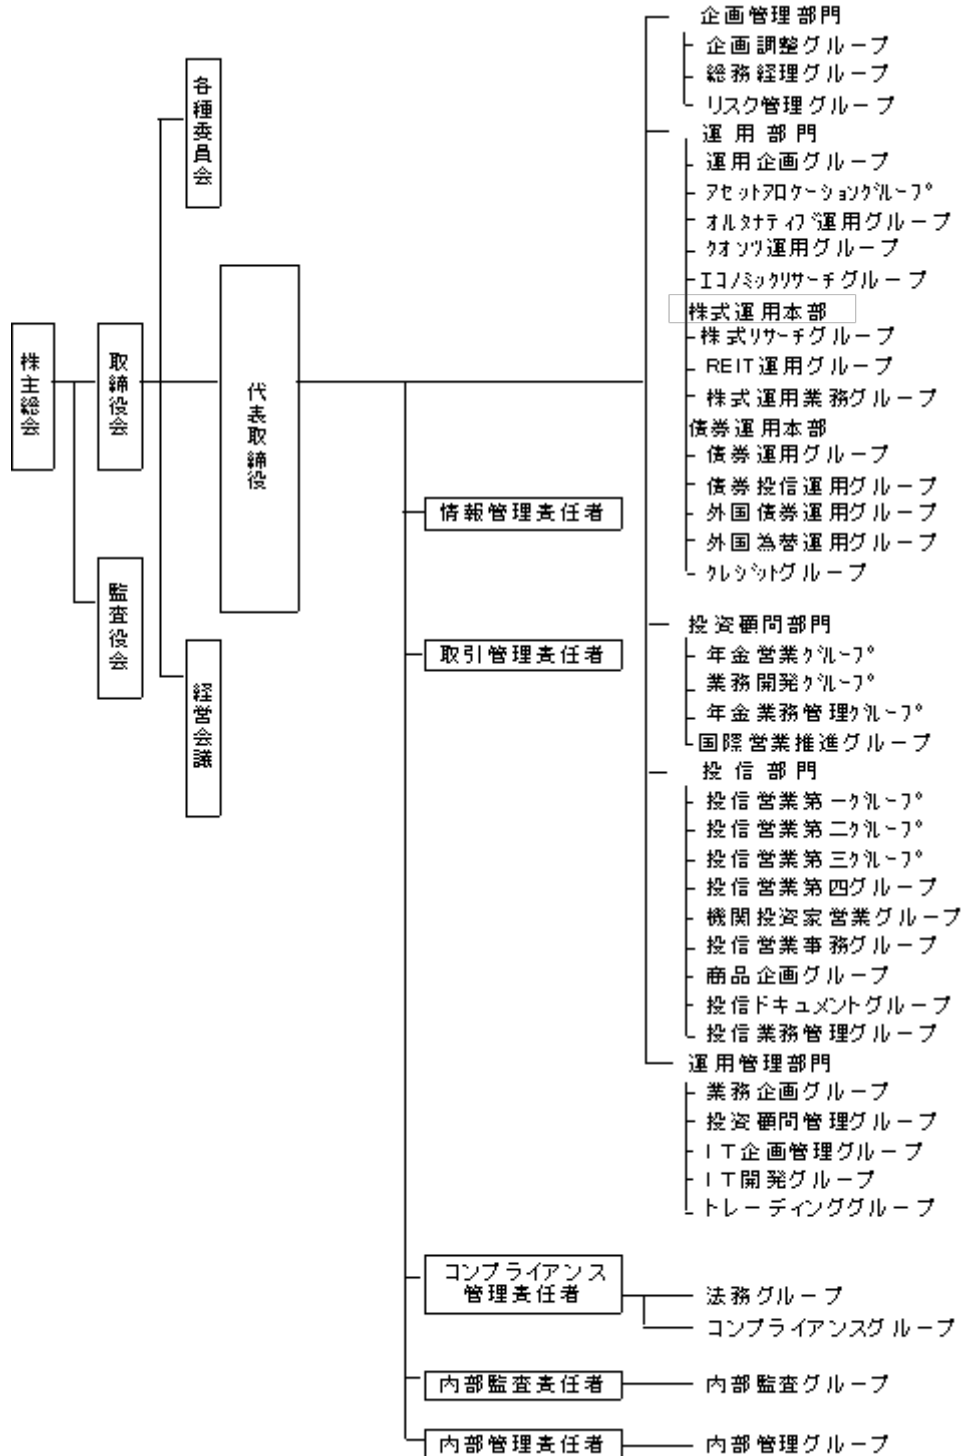 株主総会
取締役会
監査役会
各種委員会
代表取締役
経営会議
企画管理部門
企画調整グループ
総務経理グループ
リスク管理グループ
運用部門
運用企画グループ
アセットアロケーショングループ
オルタナティブ運用グループ
クオンツ運用グループ
エコノミックリサーチグループ
株式運用本部
株式リサーチグループ
REIT運用グループ
株式運用業務グループ
債券運用本部
債券運用グループ
債券投信運用グループ
外国債券運用グループ
外国為替運用グループ
クレジットグループ
情報管理責任者
取引管理責任者
投資顧問部門
年金営業グループ
業務開発グループ
年金業務管理グループ
国際営業推進グループ
投信部門
投信営業第一グループ
投信営業第二グループ
投信営業第三グループ
投信営業第四グループ
機関投資家営業グループ
投信営業事務グループ
商品企画グループ
投信ドキュメントグループ
投信業務管理グループ
運用管理部門
業務企画グループ
投資顧問管理グループ
IT企画管理グループ
IT開発グループ
トレーディンググループ
コンプライアンス
管理責任者
法務グループ
コンプライアンスグループ
内部監査責任者
内部監査グループ
内部管理責任者
内部管理グループ